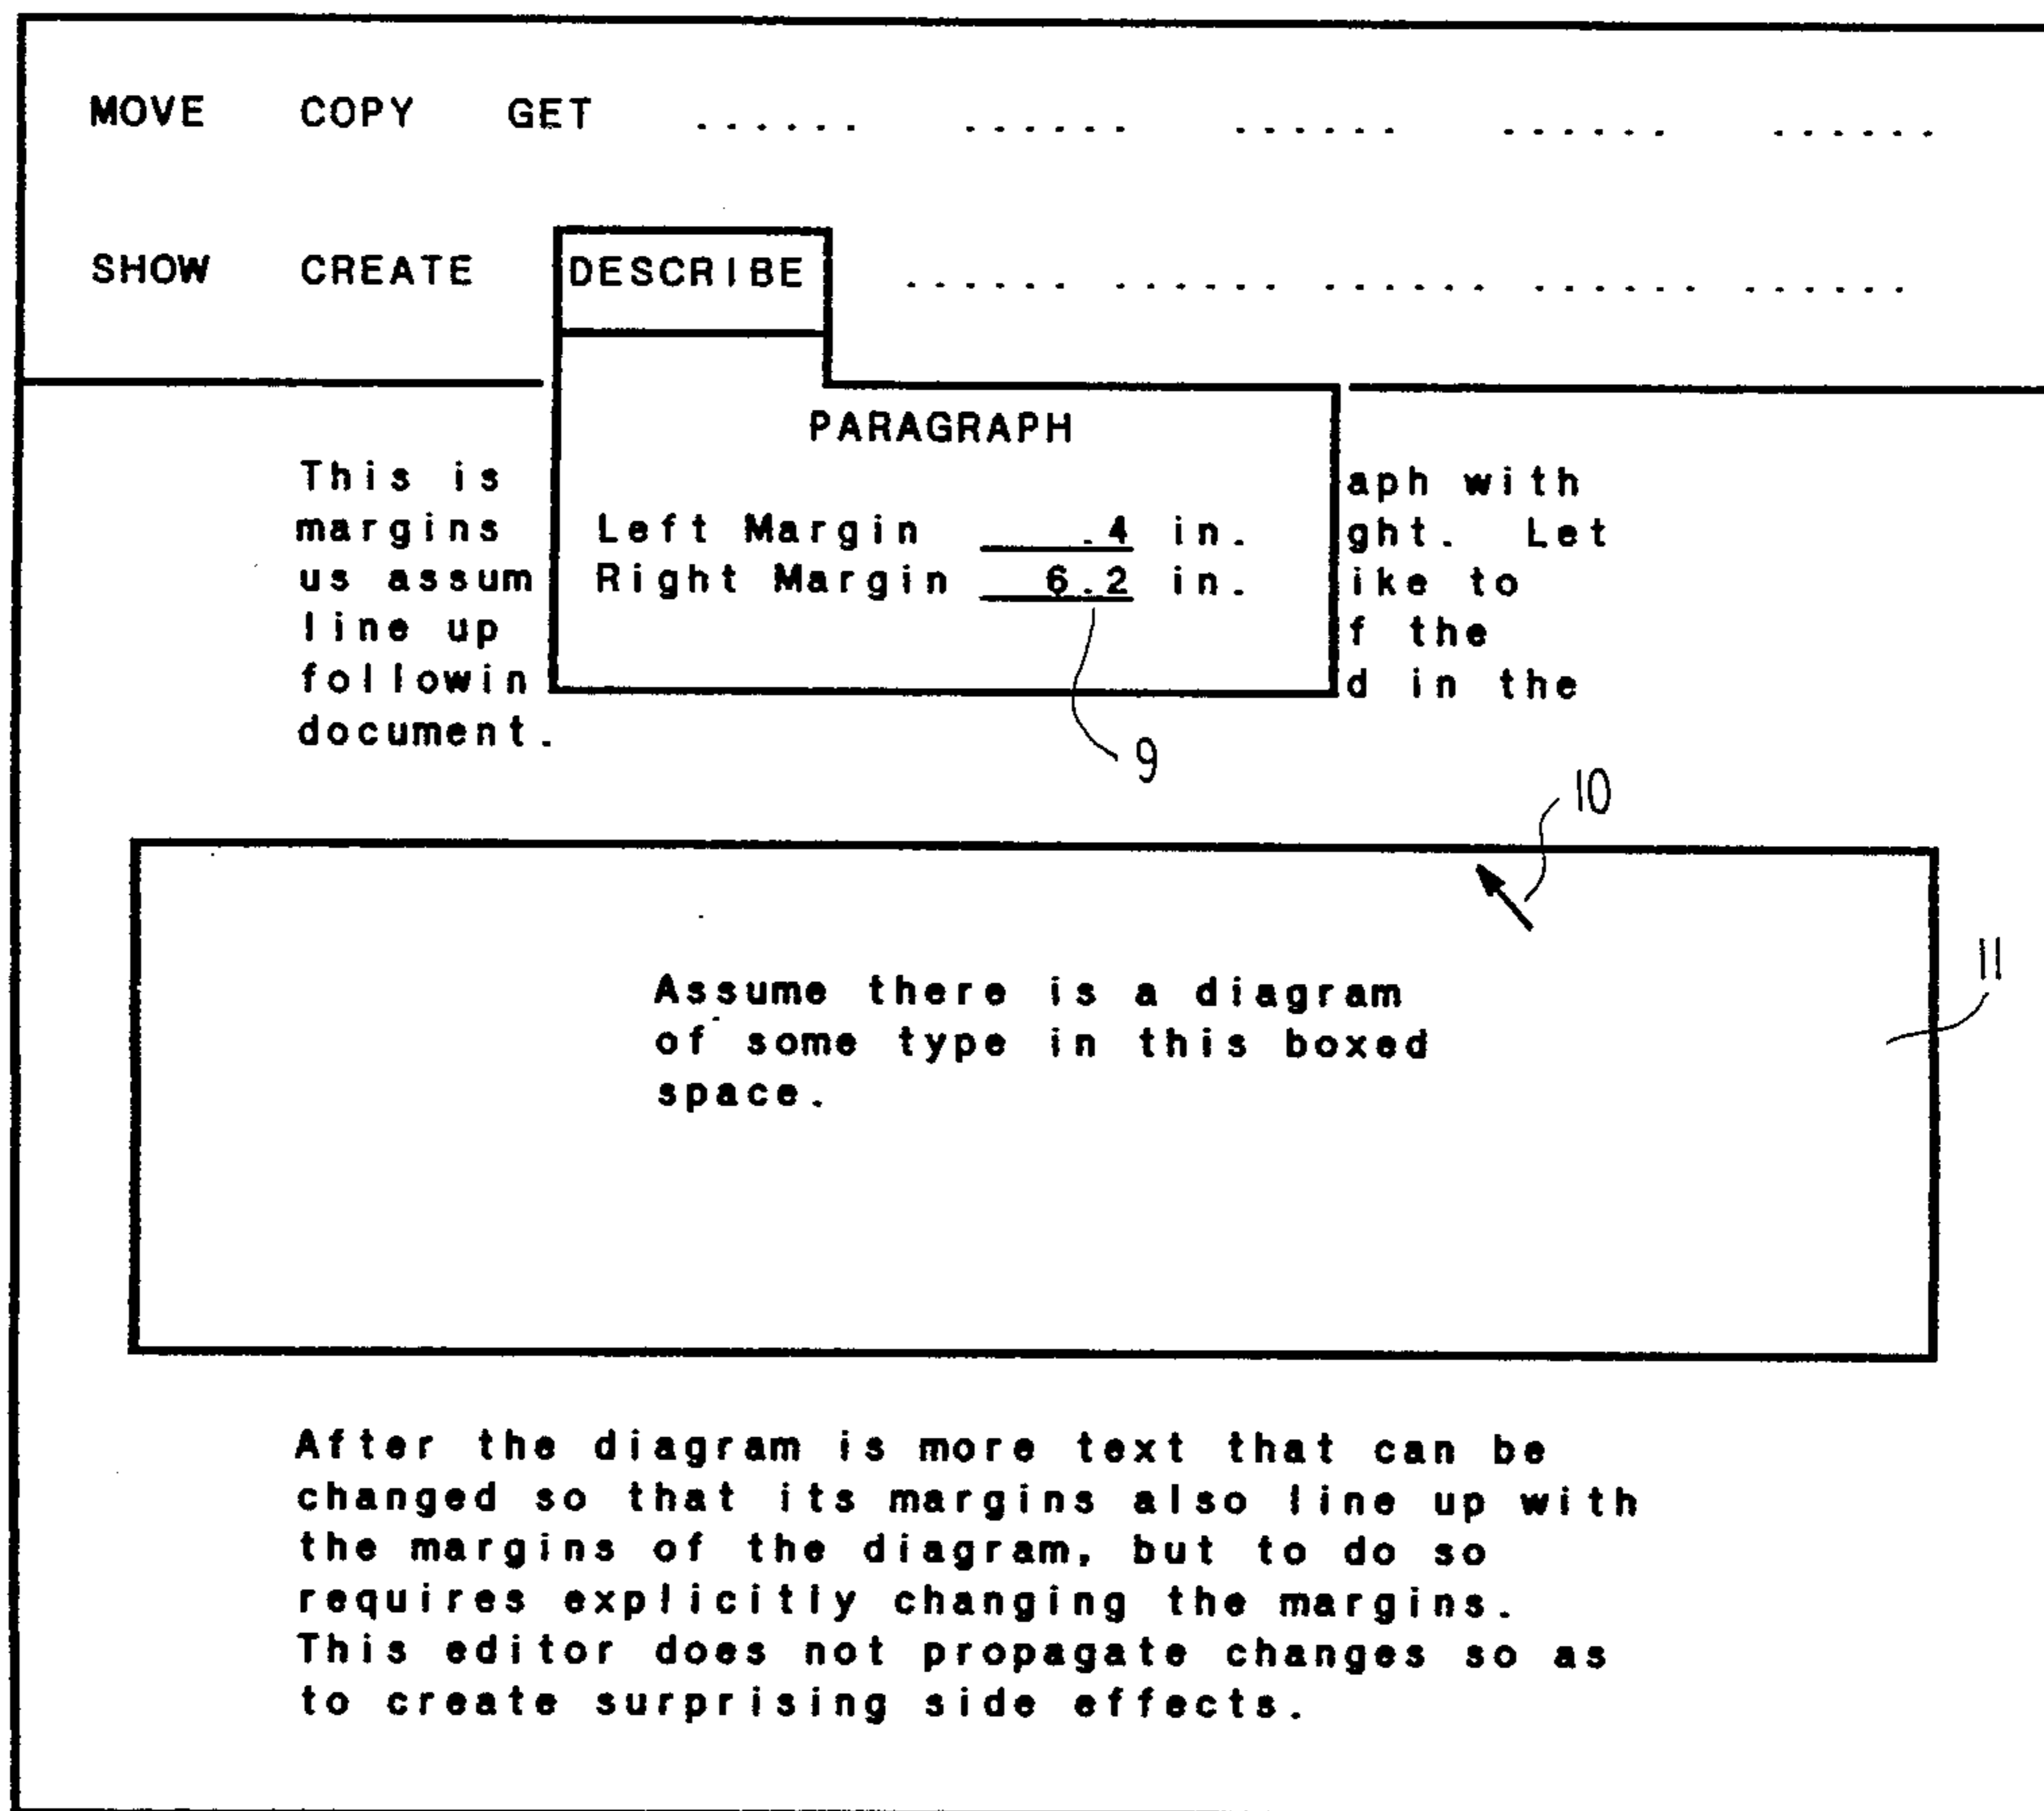 MOVE COPY GET ...... ...... ...... ...... ......
SHOW CREATE DESCRIBE ...... ...... ...... ...... ......
PARAGRAPH
Left Margin .4 in.
Right Margin 6.2 in.
This is aph with
margins ght. Let
us assum ike to
line up f the
followin d in the
document.
9
10
11
Assume there is a diagram
of some type in this boxed
space.
After the diagram is more text that can be
changed so that its margins also line up with
the margins of the diagram, but to do so
requires explicitly changing the margins.
This editor does not propagate changes so as
to create surprising side effects.